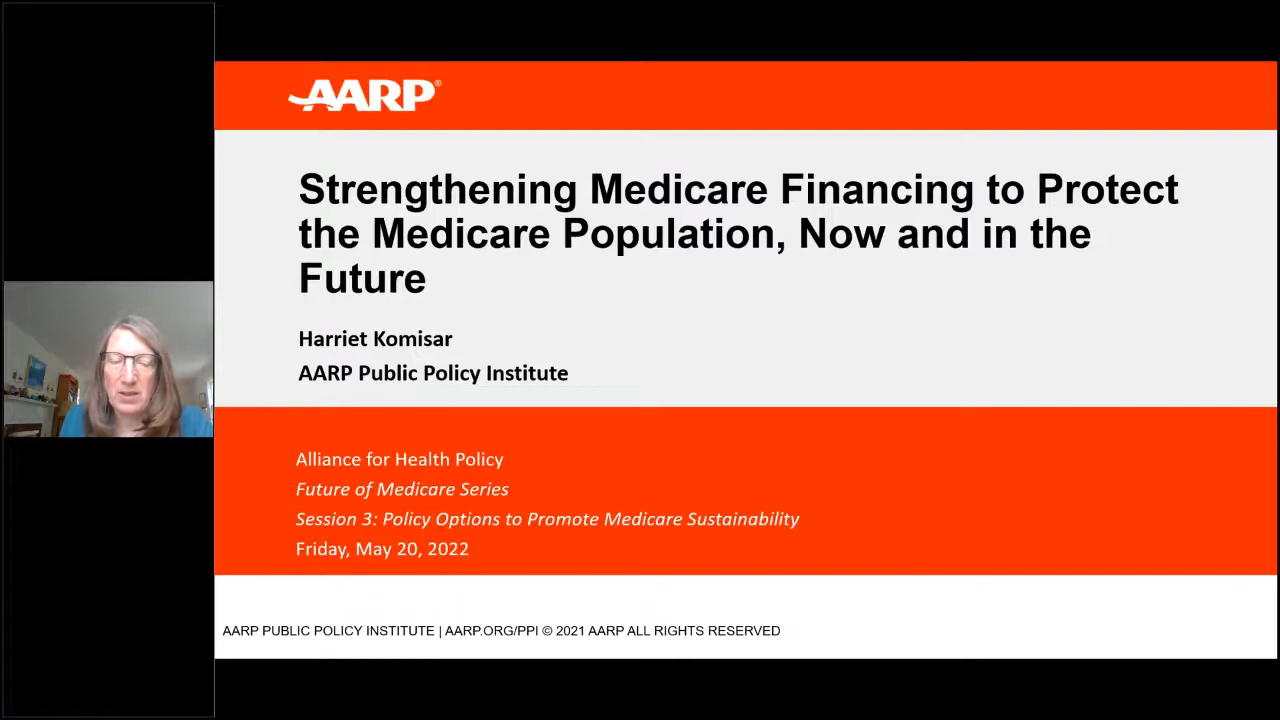 AARP®
Strengthening Medicare Financing to Protect
the Medicare Population, Now and in the
Future
Harriet Komisar
AARP Public Policy Institute
Alliance for Health Policy
Future of Medicare Series
Session 3: Policy Options to Promote Medicare Sustainability
Friday, May 20, 2022
AARP PUBLIC POLICY INSTITUTE | AARP.ORG/PPI © 2021 AARP ALL RIGHTS RESERVED